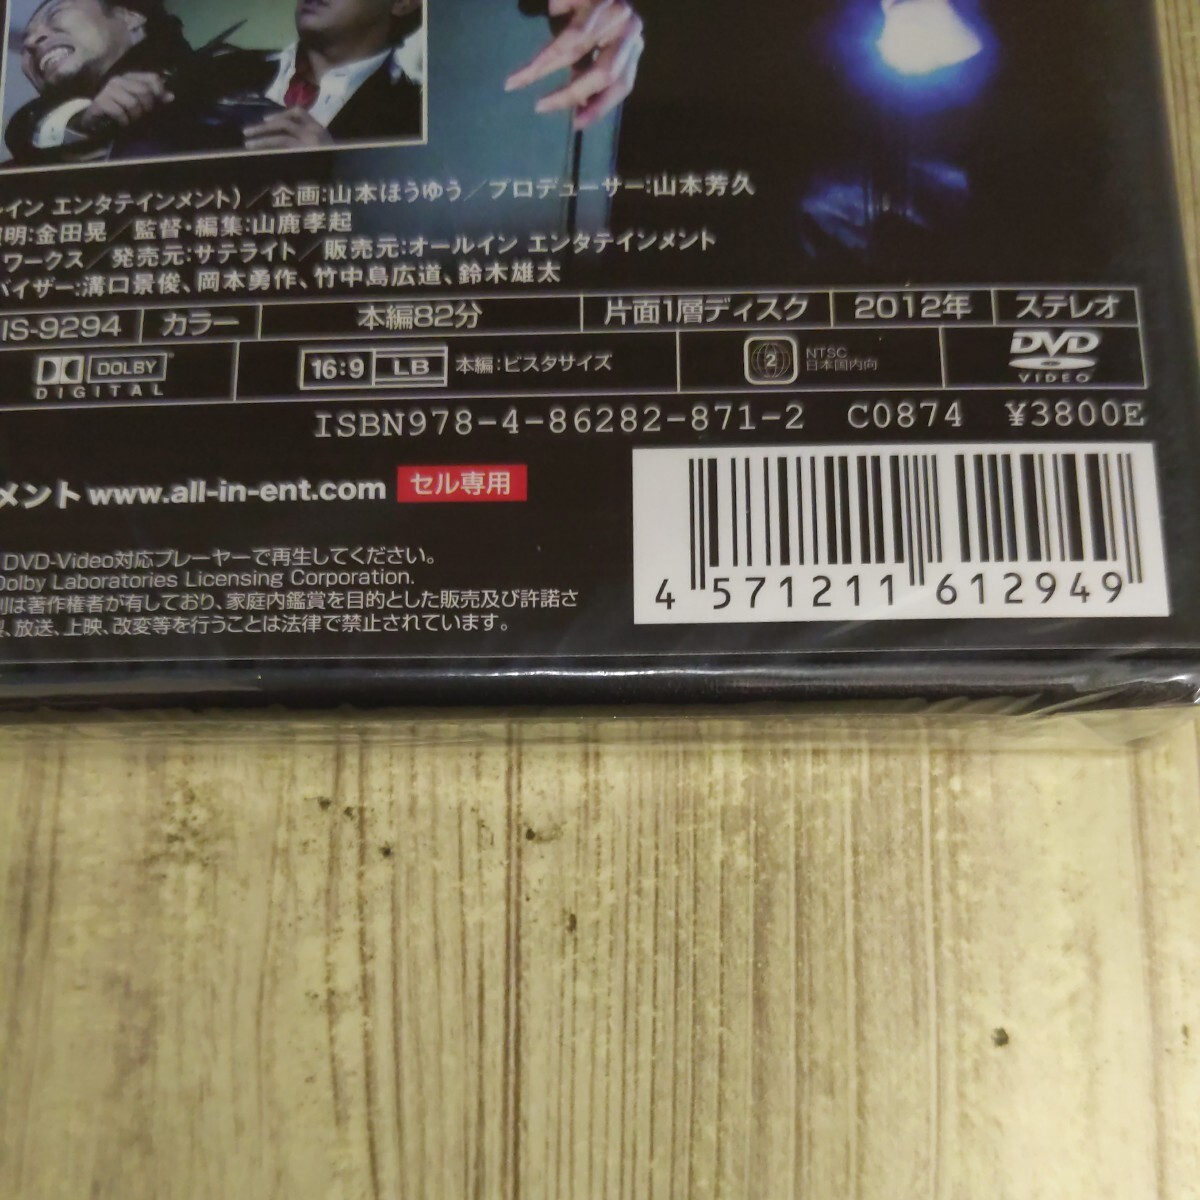 イン エンタテインメント)／企画:山本ほうゆう／プロデューサー:山本芳久
明:金田晃／監督・編集:山鹿孝起
ワークス／発売元:サテライト／販売元:オールイン エンタテインメント
バイザー:溝口景俊、岡本勇作、竹中島広道、鈴木雄太
IS-9294 カラー 本編82分 片面1層ディスク 2012年 ステレオ
DOLBY DIGITAL 16:9 LB 本編:ビスタサイズ 2 NTSC 日本国内向 DVD VIDEO
ISBN978-4-86282-871-2 C0874 ¥3800E
メント www.all-in-ent.com セル専用
DVD-Video対応プレーヤーで再生してください。
Dolby Laboratories Licensing Corporation.
は著作権者が有しており、家庭内鑑賞を目的とした販売及び許諾さ
、放送、上映、改変等を行うことは法律で禁止されています。
4 571211 612949